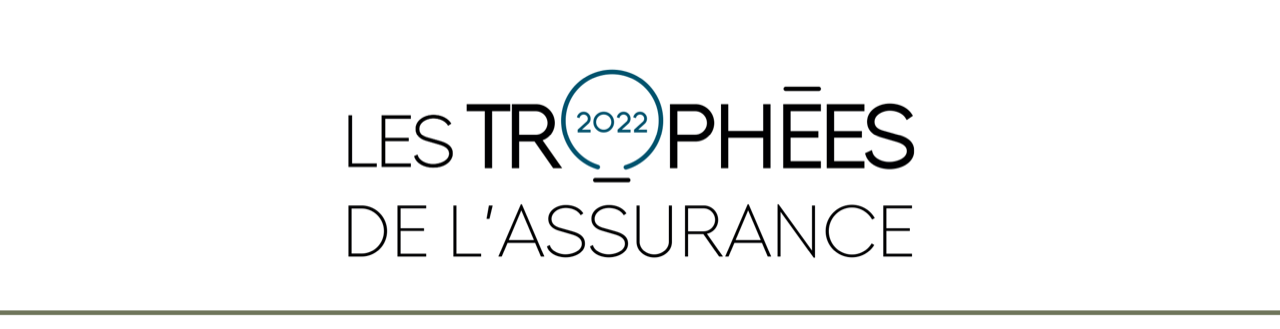 LES TROPHĒES
2022
DE L'ASSURANCE